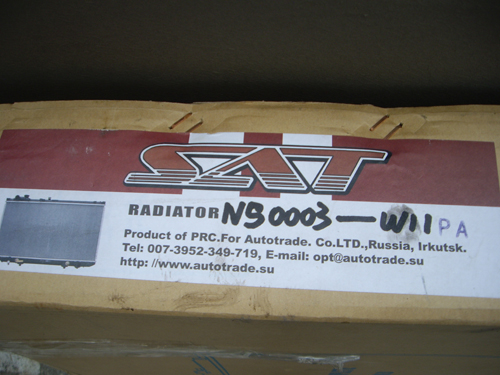 SAT
RADIATOR NS0003-W11 PA
Product of PRC.For Autotrade. Co.LTD.,Russia, Irkutsk.
Tel: 007-3952-349-719, E-mail: opt@autotrade.su
http: //www.autotrade.su